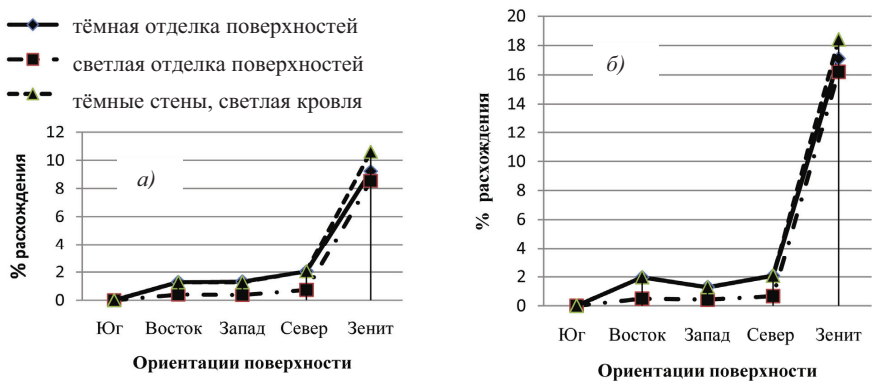 тёмная отделка поверхностей
светлая отделка поверхностей
тёмные стены, светлая кровля
а)
% расхождения
12
10
8
6
4
2
0
Юг Восток Запад Север Зенит
Ориентации поверхности
б)
% расхождения
20
18
16
14
12
10
8
6
4
2
0
Юг Восток Запад Север Зенит
Ориентации поверхности